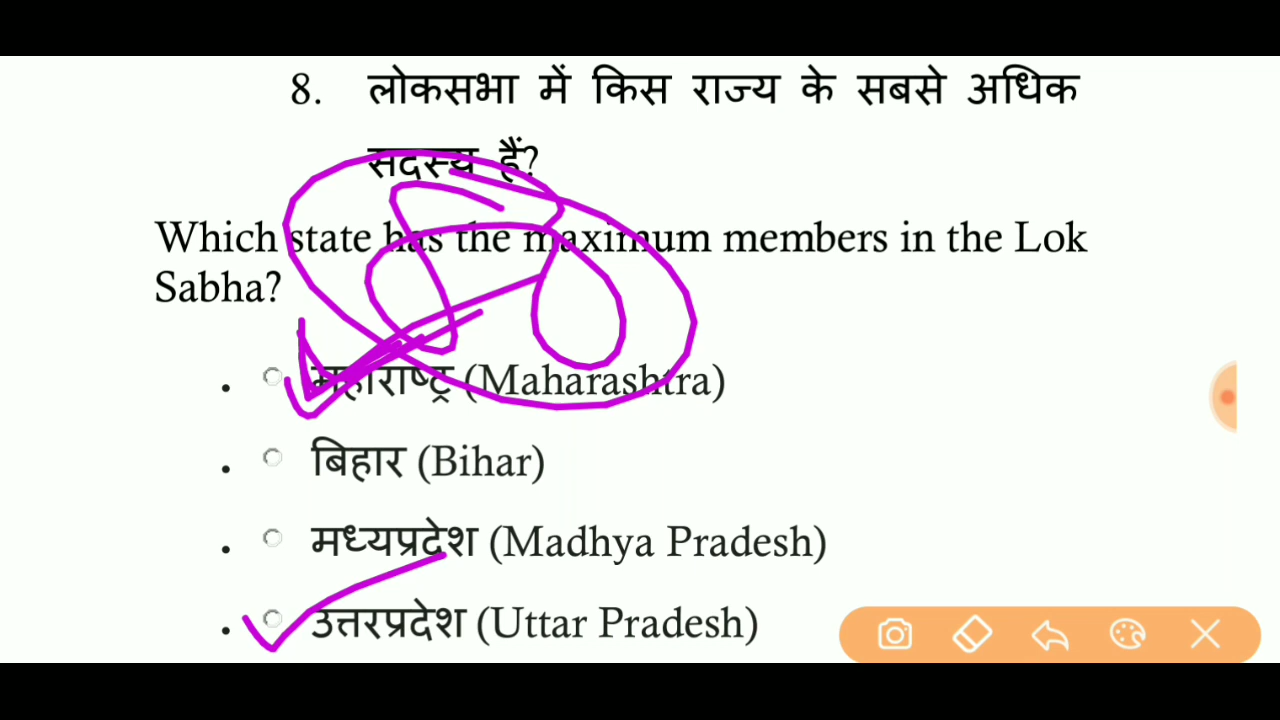 8. लोकसभा में किस राज्य के सबसे अधिक
सदस्य हैं?
Which state has the maximum members in the Lok
Sabha?
महाराष्ट्र (Maharashtra)
बिहार (Bihar)
मध्यप्रदेश (Madhya Pradesh)
उत्तरप्रदेश (Uttar Pradesh)